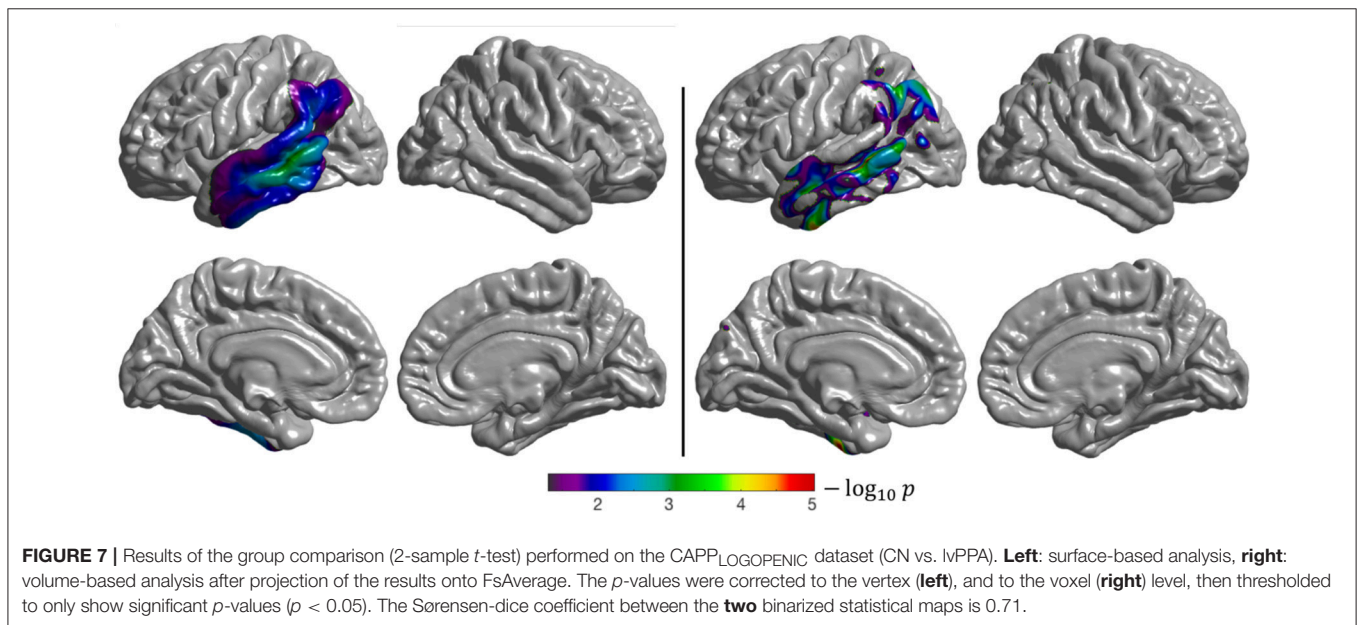 2 3 4 5 − log₁₀ p
FIGURE 7 | Results of the group comparison (2-sample t-test) performed on the CAPP_LOGOPENIC dataset (CN vs. lvPPA). Left: surface-based analysis, right:
volume-based analysis after projection of the results onto FsAverage. The p-values were corrected to the vertex (left), and to the voxel (right) level, then thresholded
to only show significant p-values (p < 0.05). The Sørensen-dice coefficient between the two binarized statistical maps is 0.71.